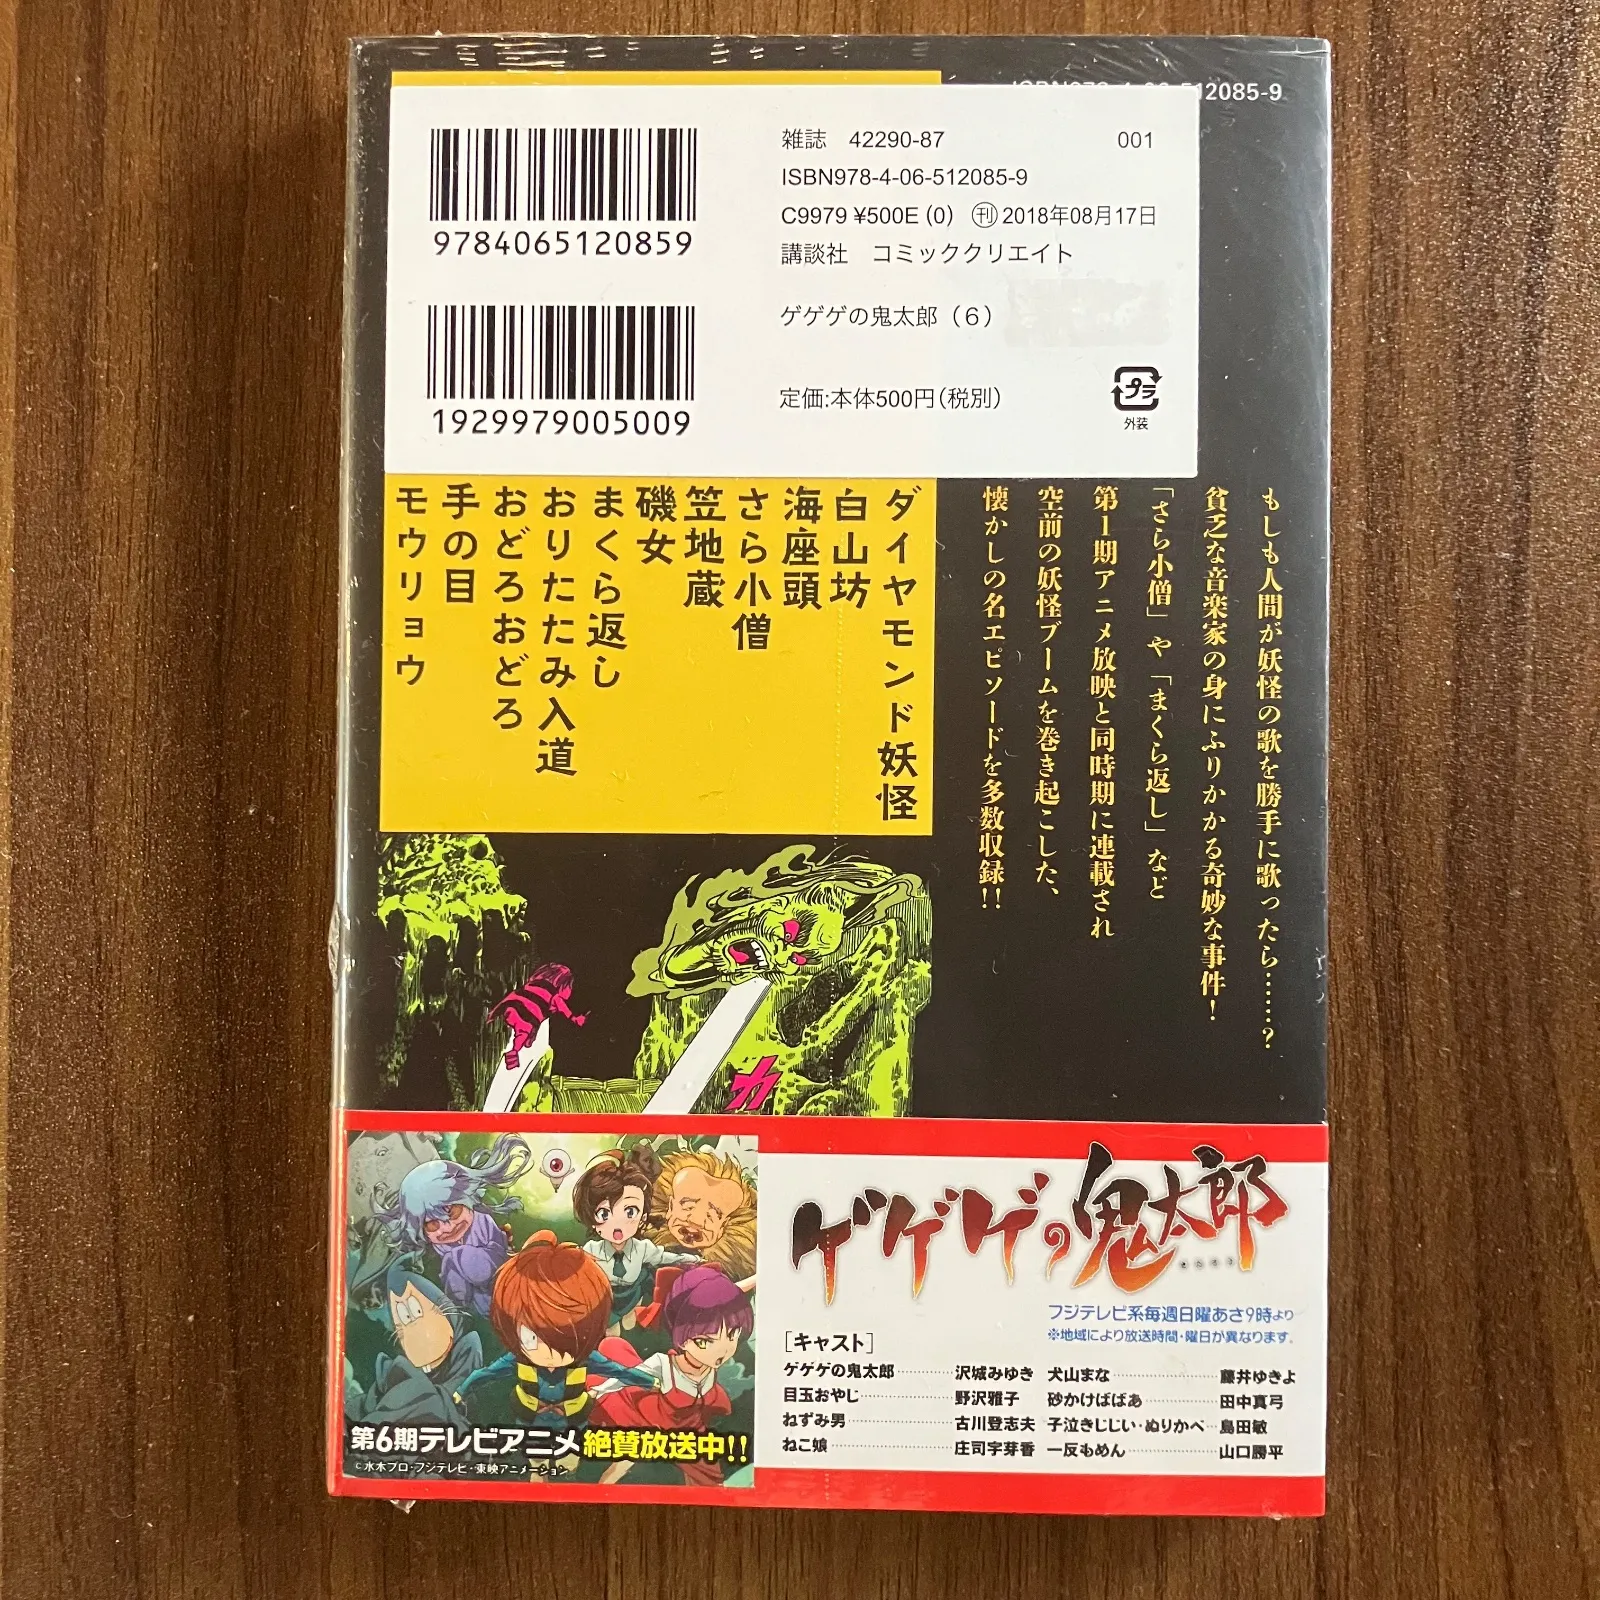 512085-9
雑誌 42290-87 001
ISBN978-4-06-512085-9
C9979 ¥500E (0) ㊞刊 2018年08月17日
講談社 コミッククリエイト
ゲゲゲの鬼太郎（6）
定価:本体500円(税別)
プラ
外装
9784065120859
1929979005009
もしも人間が妖怪の歌を勝手に歌ったら……?
貧乏な音楽家の身にふりかかる奇妙な事件！
「さら小僧」や「まくら返し」など
第1期アニメ放映と同時期に連載され
空前の妖怪ブームを巻き起こした、
懐かしの名エピソードを多数収録!!
ダイヤモンド妖怪
白山坊
海座頭
さら小僧
笠地蔵
磯女
まくら返し
おりたたみ入道
おどろおどろ
手の目
モウリョウ
カ
ゲゲゲの鬼太郎
フジテレビ系毎週日曜あさ9時より
※地域により放送時間・曜日が異なります。
[キャスト]
ゲゲゲの鬼太郎……沢城みゆき
目玉おやじ……野沢雅子
ねずみ男……古川登志夫
ねこ娘……庄司宇芽香
犬山まな……藤井ゆきよ
砂かけばばあ……田中真弓
子泣きじじい・ぬりかべ…島田敏
一反もめん……山口勝平
第6期テレビアニメ絶賛放送中!!
©水木プロ・フジテレビ・東映アニメーション